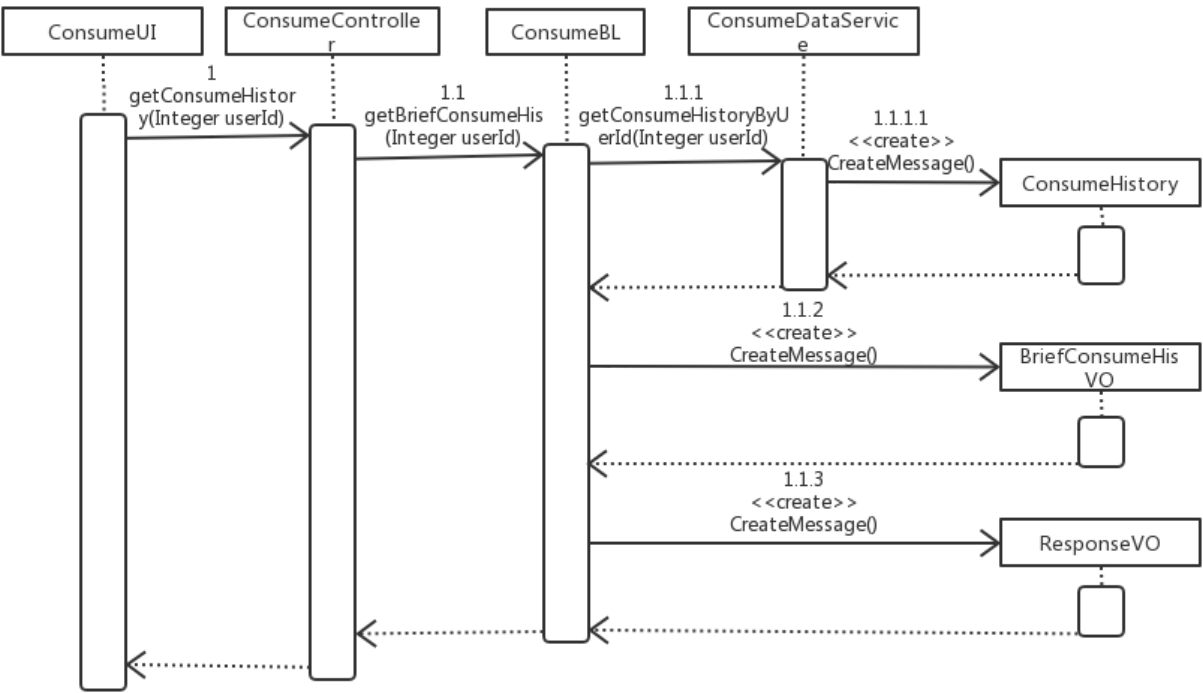 ConsumeUI
ConsumeControlle
r
ConsumeBL
ConsumeDataServic
e
1
getConsumeHistor
y(Integer userId)
1.1
getBriefConsumeHis
(Integer userId)
1.1.1
getConsumeHistoryByU
erId(Integer userId)
1.1.1.1
<<create>>
CreateMessage()
ConsumeHistory
1.1.2
<<create>>
CreateMessage()
BriefConsumeHis
VO
1.1.3
<<create>>
CreateMessage()
ResponseVO